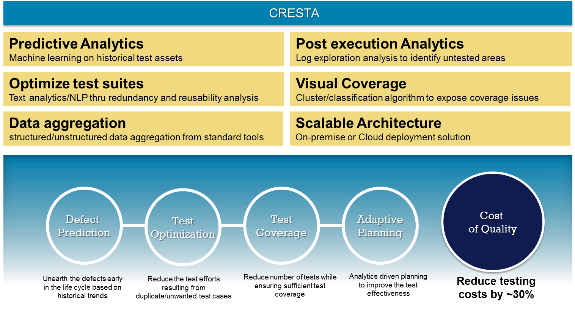 CRESTA
Predictive Analytics
Machine learning on historical test assets
Post execution Analytics
Log exploration analysis to identify untested areas
Optimize test suites
Text analytics/NLP thru redundancy and reusability analysis
Visual Coverage
Cluster/classification algorithm to expose coverage issues
Data aggregation
structured/unstructured data aggregation from standard tools
Scalable Architecture
On-premise or Cloud deployment solution
Defect
Prediction
Test
Optimization
Test
Coverage
Adaptive
Planning
Cost
of Quality
Unearth the defects early
in the life cycle based on
historical trends
Reduce the test efforts
resulting from
duplicate/unwanted test cases
Reduce number of tests while
ensuring sufficient test
coverage
Analytics driven planning
to improve the test
effectiveness
Reduce testing
costs by ~30%